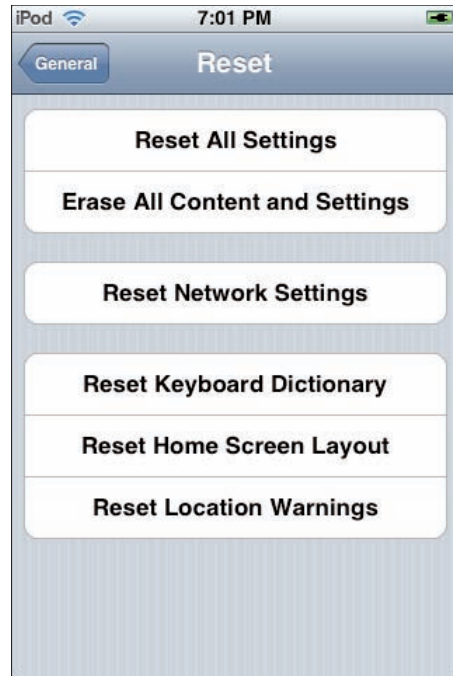 iPod 7:01 PM
General Reset
Reset All Settings
Erase All Content and Settings
Reset Network Settings
Reset Keyboard Dictionary
Reset Home Screen Layout
Reset Location Warnings